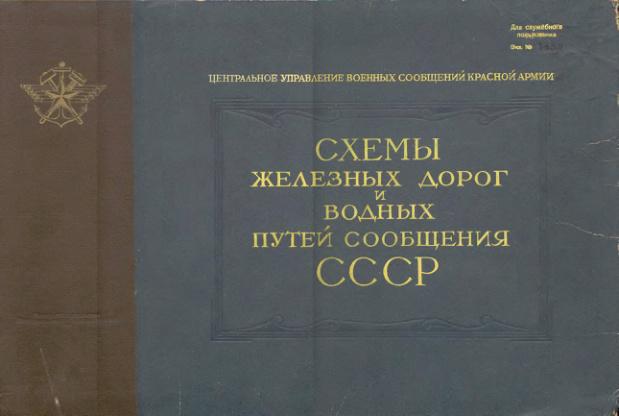 Для служебного
пользования
Экз. №
ЦЕНТРАЛЬНОЕ УПРАВЛЕНИЕ ВОЕННЫХ СООБЩЕНИЙ КРАСНОЙ АРМИИ
СХЕМЫ
ЖЕЛЕЗНЫХ ДОРОГ
И
ВОДНЫХ
ПУТЕЙ СООБЩЕНИЯ
СССР